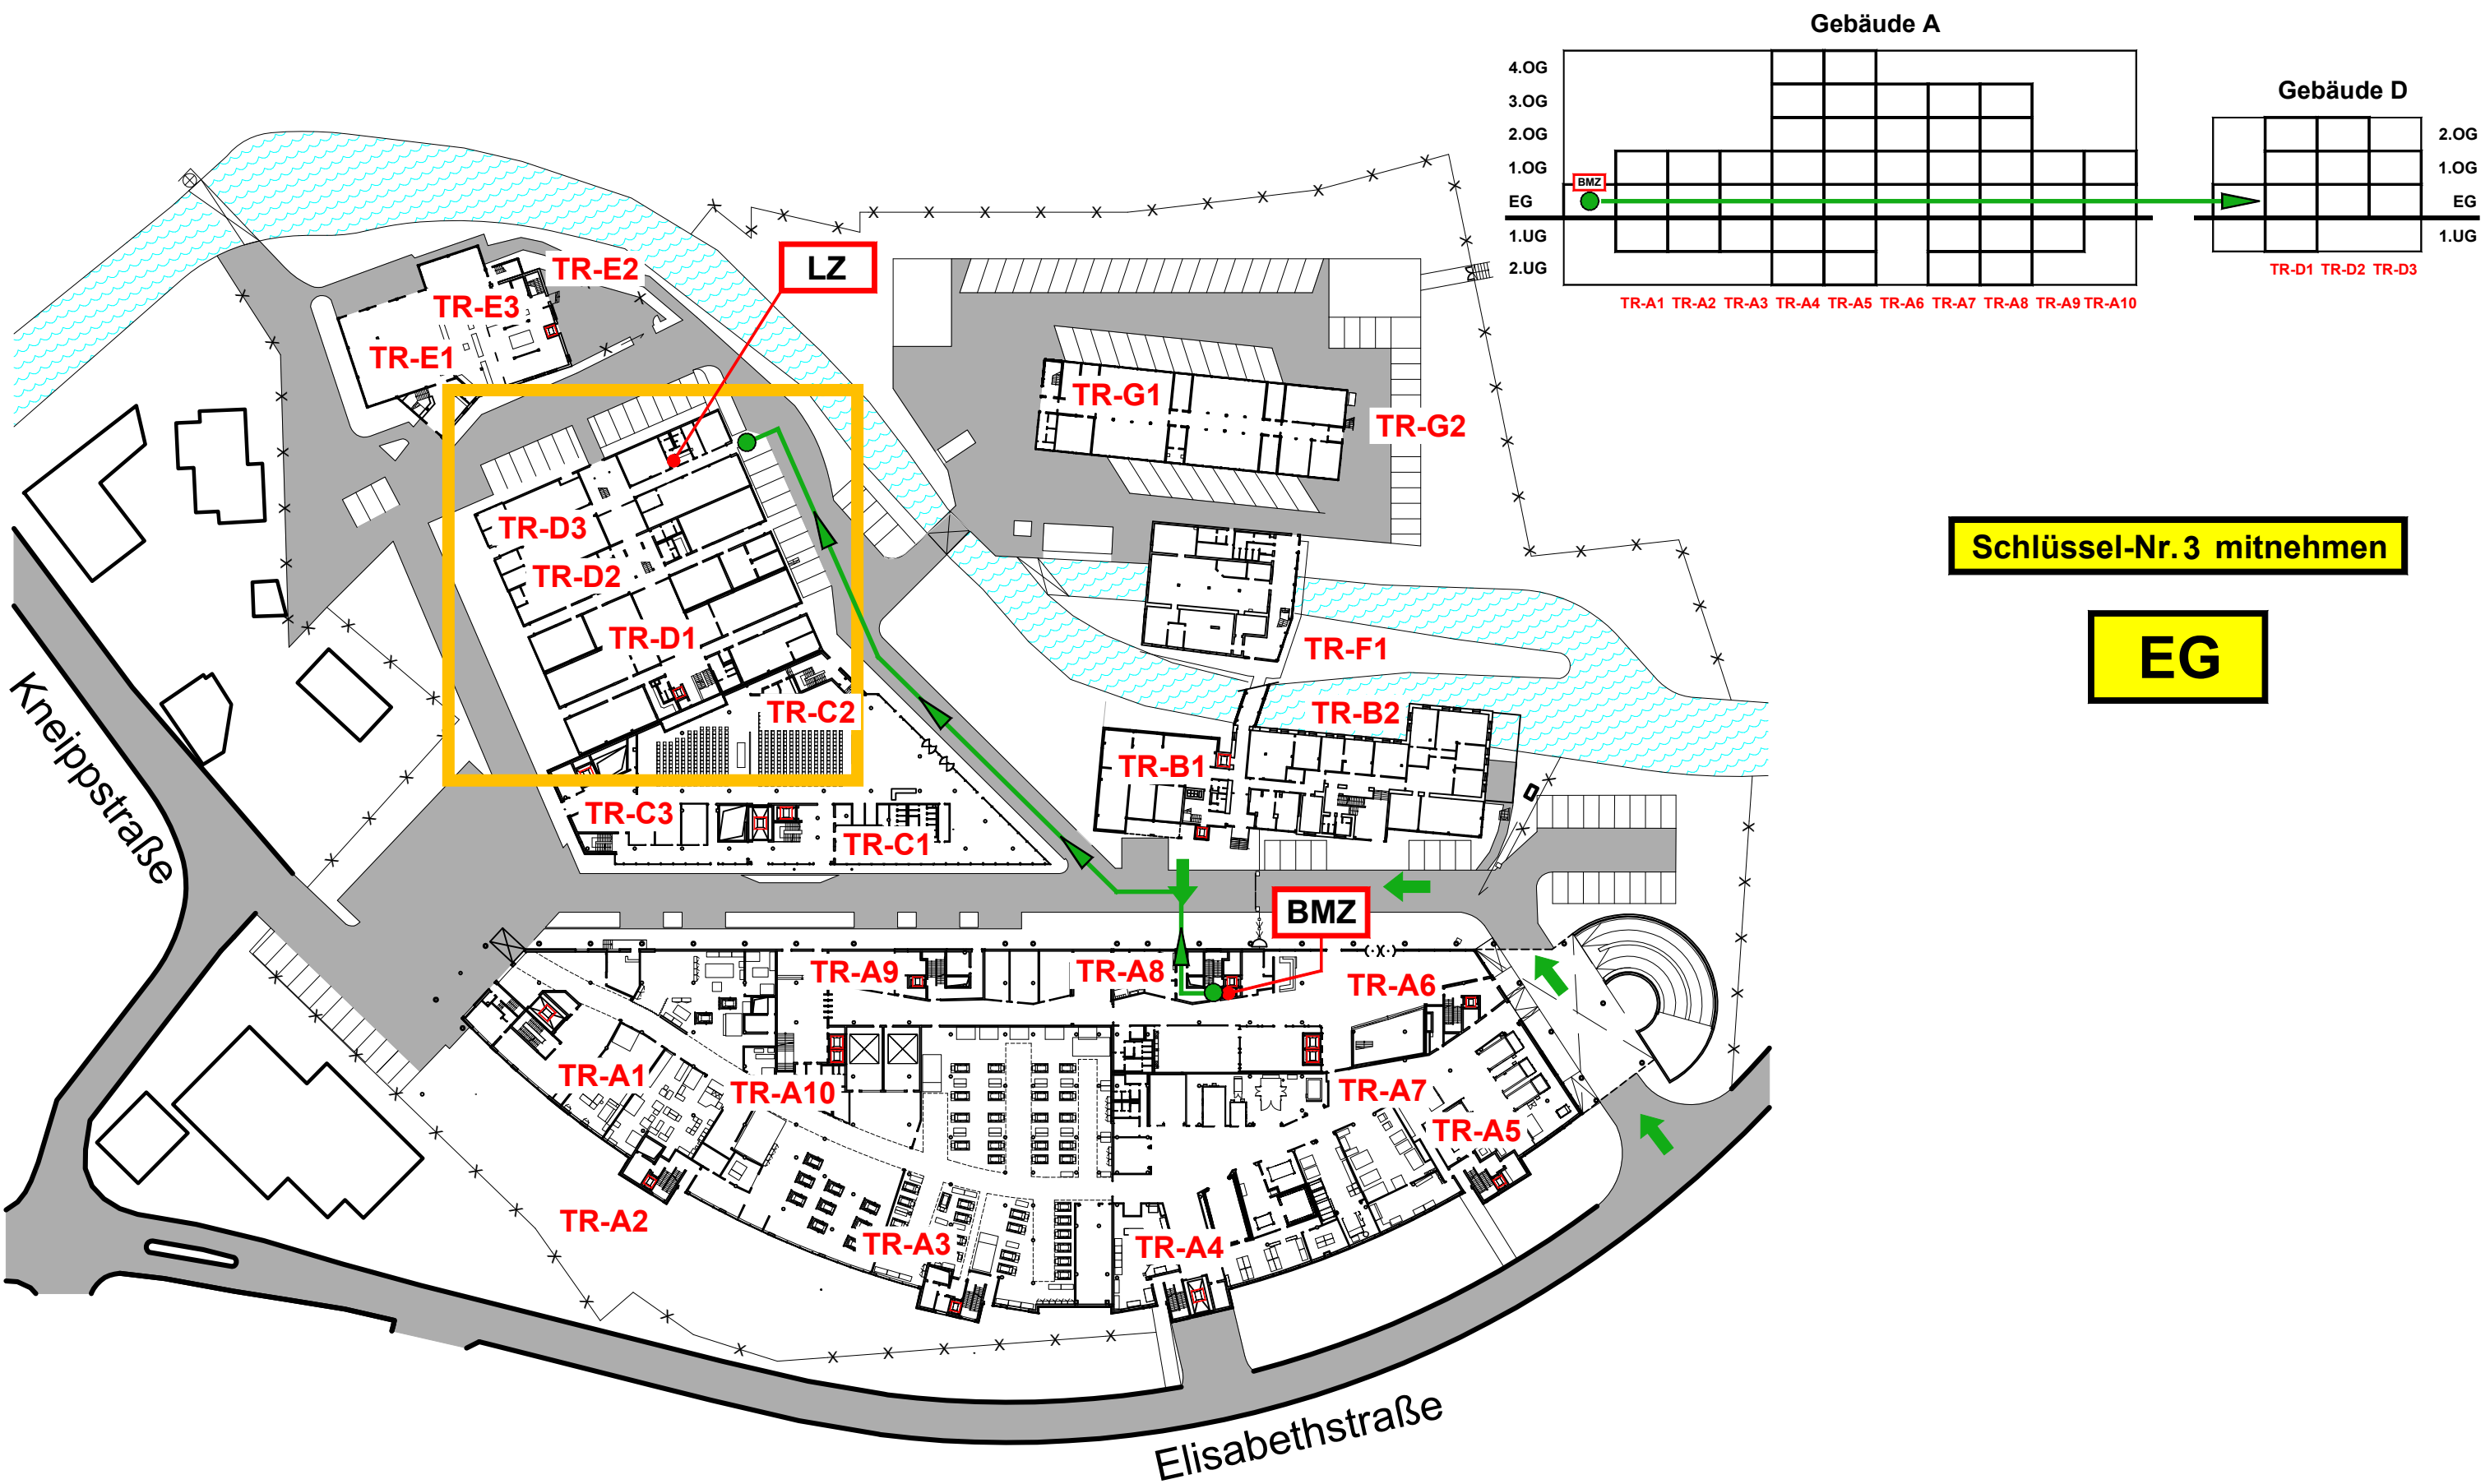 Gebäude A
4.OG
3.OG
2.OG
1.OG
EG
1.UG
2.UG
BMZ
TR-A1 TR-A2 TR-A3 TR-A4 TR-A5 TR-A6 TR-A7 TR-A8 TR-A9 TR-A10
Gebäude D
2.OG
1.OG
EG
1.UG
TR-D1 TR-D2 TR-D3
LZ
TR-E2
TR-E3
TR-E1
TR-G1
TR-G2
TR-D3
TR-D2
TR-D1
TR-F1
Schlüssel-Nr. 3 mitnehmen
EG
TR-C2
TR-B2
TR-B1
TR-C3
TR-C1
Kneippstraße
BMZ
TR-A9
TR-A8
TR-A6
TR-A1
TR-A10
TR-A7
TR-A5
TR-A2
TR-A3
TR-A4
Elisabethstraße